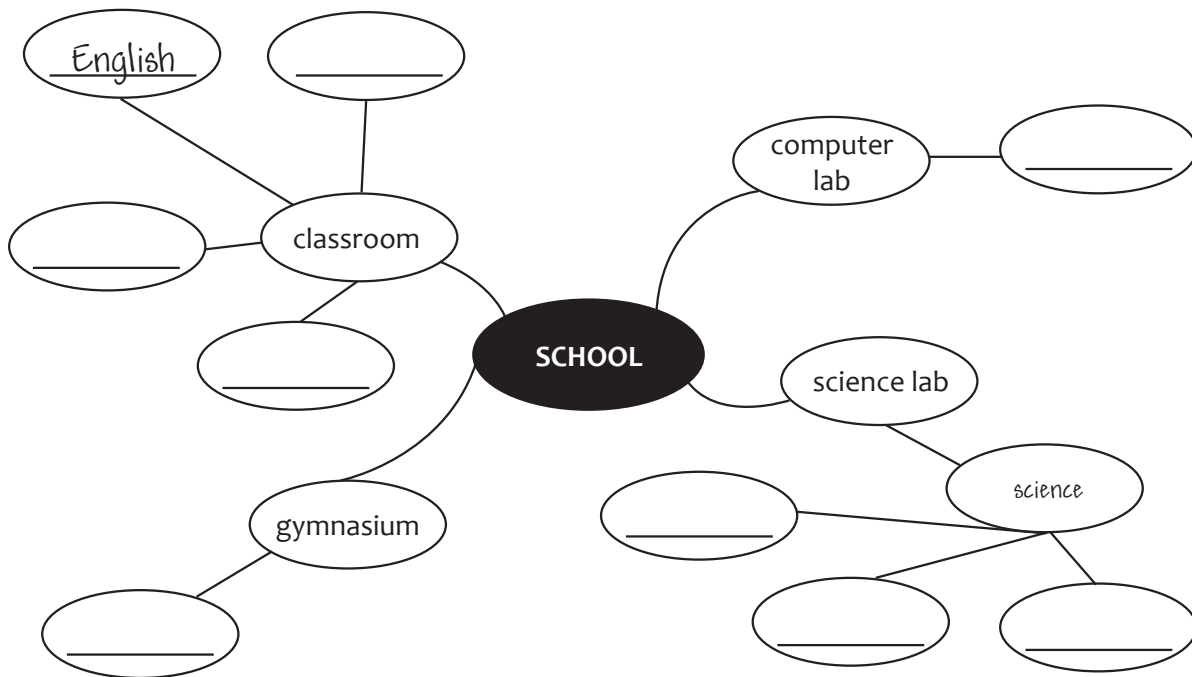 English
computer
lab
classroom
SCHOOL
science lab
science
gymnasium